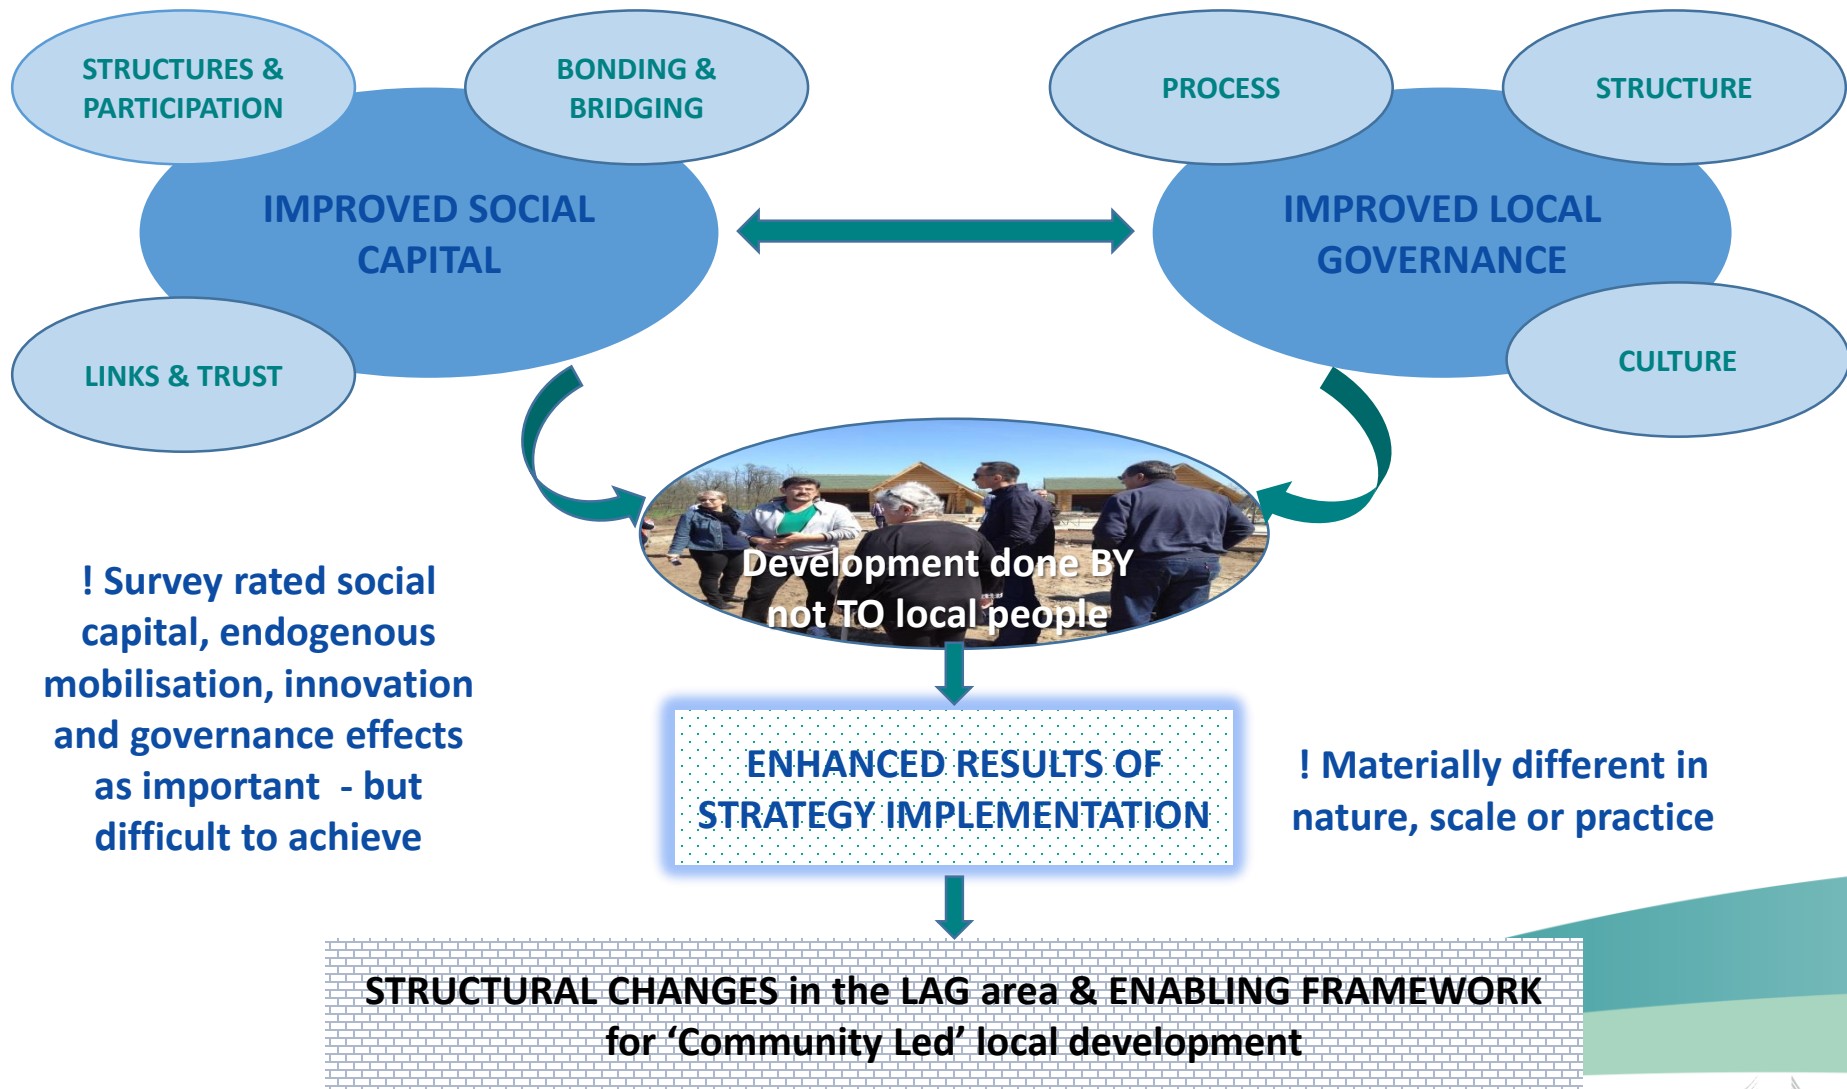 STRUCTURES &
PARTICIPATION
BONDING &
BRIDGING
PROCESS
STRUCTURE
IMPROVED SOCIAL
CAPITAL
IMPROVED LOCAL
GOVERNANCE
LINKS & TRUST
CULTURE
Development done BY
not TO local people
! Survey rated social
capital, endogenous
mobilisation, innovation
and governance effects
as important - but
difficult to achieve
ENHANCED RESULTS OF
STRATEGY IMPLEMENTATION
! Materially different in
nature, scale or practice
STRUCTURAL CHANGES in the LAG area & ENABLING FRAMEWORK
for ‘Community Led’ local development